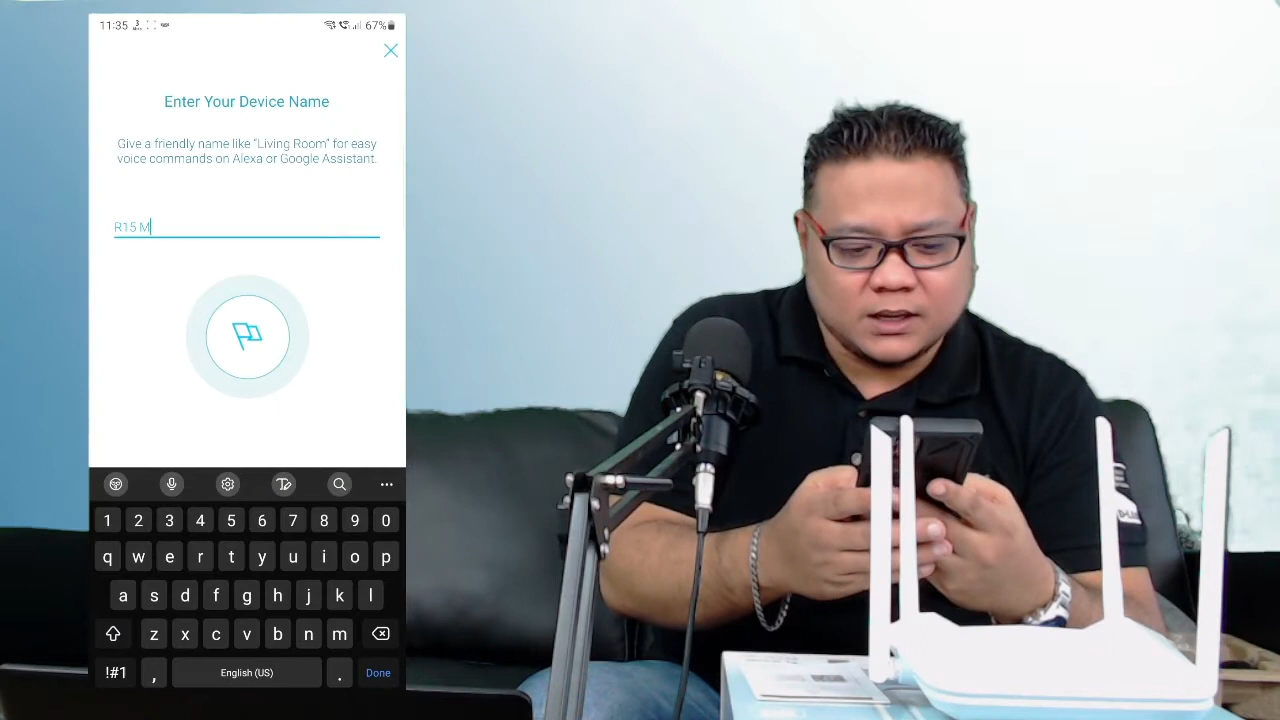 11:35
67%
Enter Your Device Name
Give a friendly name like "Living Room" for easy
voice commands on Alexa or Google Assistant.
R15 M
1 2 3 4 5 6 7 8 9 0
q w e r t y u i o p
a s d f g h j k l
z x c v b n m
!#1 , English (US) . Done